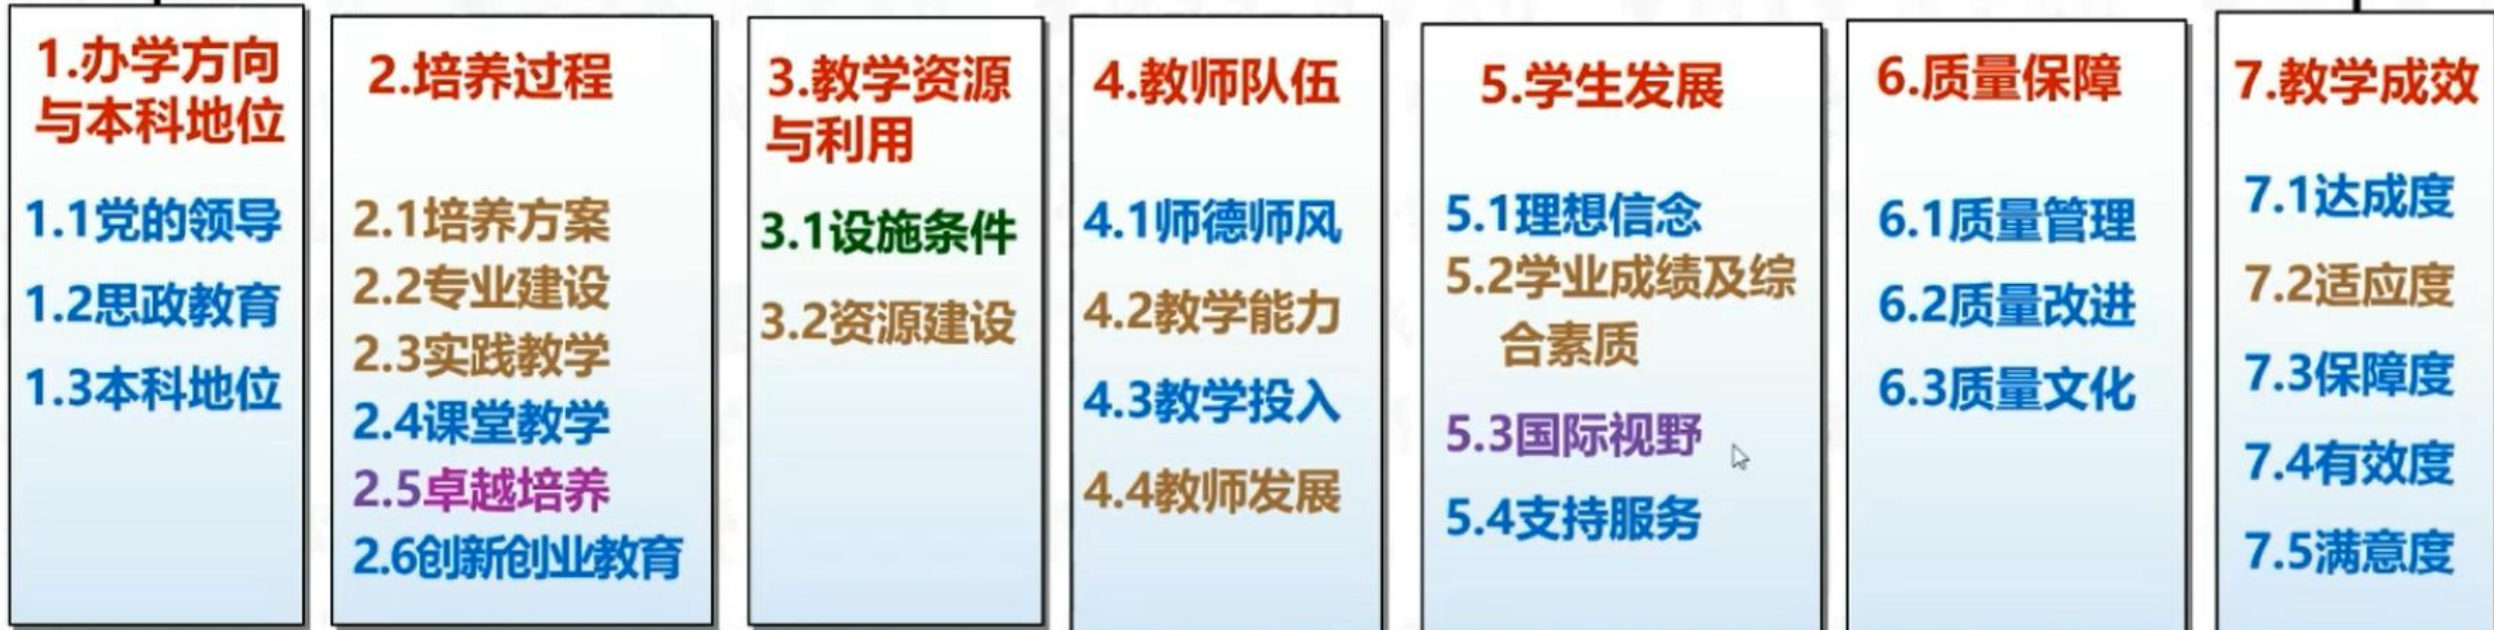 1.办学方向
与本科地位
1.1党的领导
1.2思政教育
1.3本科地位
2.培养过程
2.1培养方案
2.2专业建设
2.3实践教学
2.4课堂教学
2.5卓越培养
2.6创新创业教育
3.教学资源
与利用
3.1设施条件
3.2资源建设
4.教师队伍
4.1师德师风
4.2教学能力
4.3教学投入
4.4教师发展
5.学生发展
5.1理想信念
5.2学业成绩及综
合素质
5.3国际视野
5.4支持服务
6.质量保障
6.1质量管理
6.2质量改进
6.3质量文化
7.教学成效
7.1达成度
7.2适应度
7.3保障度
7.4有效度
7.5满意度